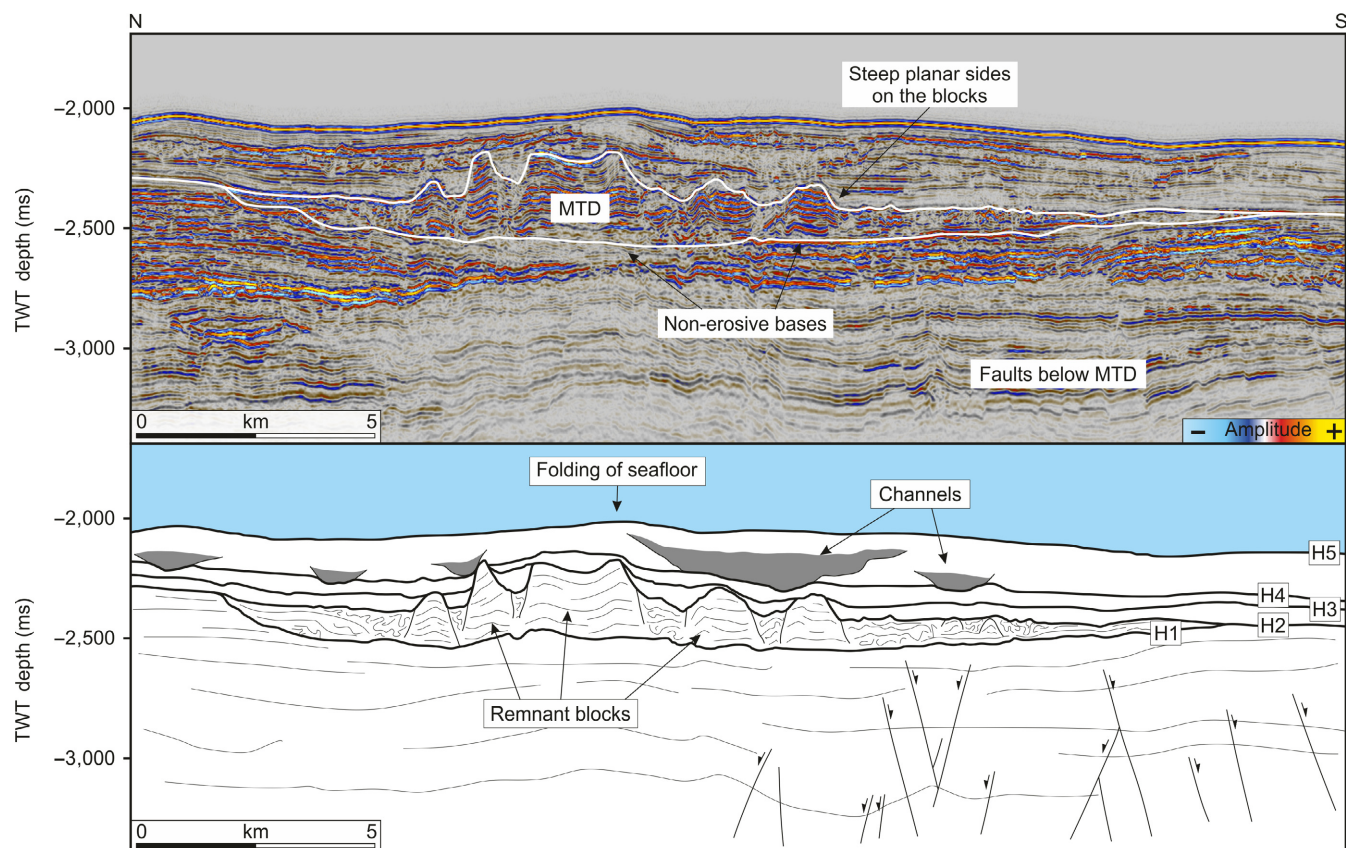 N
S
Steep planar sides
on the blocks
–2,000
–2,500
–3,000
TWT depth (ms)
MTD
Non-erosive bases
Faults below MTD
0 km 5
– Amplitude +
Folding of seafloor
Channels
–2,000
–2,500
–3,000
TWT depth (ms)
H5
H4
H3
H2
H1
Remnant blocks
0 km 5